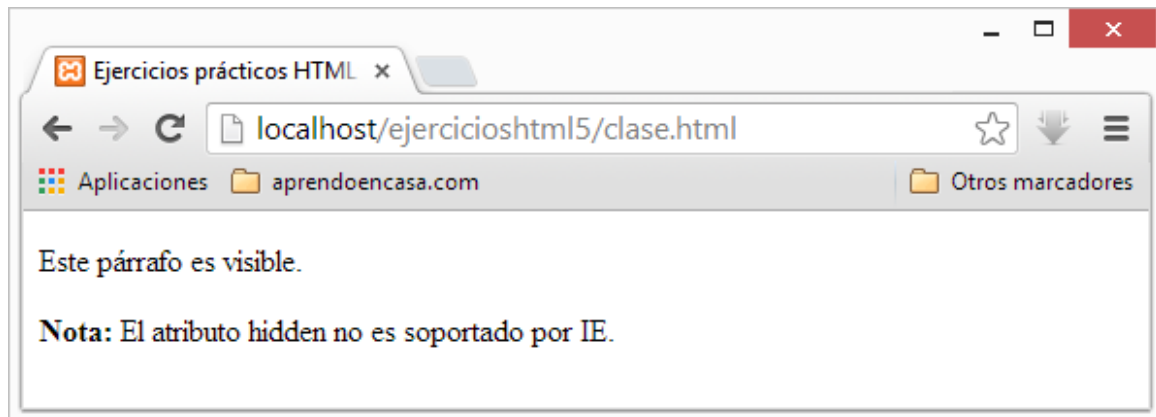 Ejercicios prácticos HTML
localhost/ejercicioshtml5/clase.html
Aplicaciones aprendoencasa.com Otros marcadores
Este párrafo es visible.
Nota: El atributo hidden no es soportado por IE.